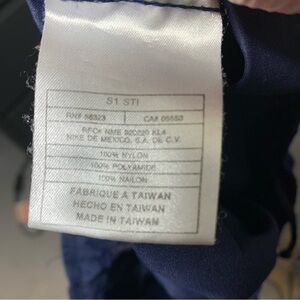 S1 STI
RN# 56323 CA# 05553
RFC# NME 920220 KL4
NIKE DE MEXICO, S.A. DE C.V.
100% NYLON
100% POLYAMIDE
100% NAILON
FABRIQUÉ A TAIWAN
HECHO EN TAIWAN
MADE IN TAIWAN